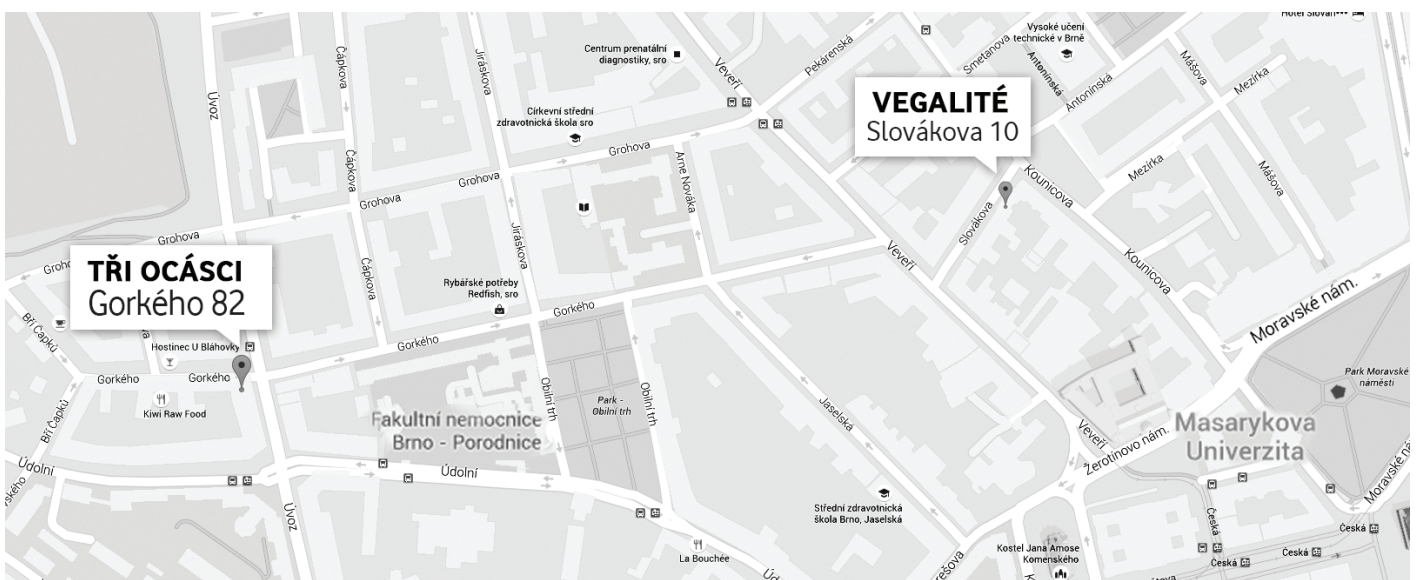 Hotel Slovan
Vysoké učení
technické v Brně
Smetanova
Antonínská
Antonínská
Mášova
Mezírka
Pekárenská
Veveří
Centrum prenatální
diagnostiky, sro
Jiráskova
Čápkova
Úvoz
VEGALITÉ
Slovákova 10
Církevní střední
zdravotnická škola sro
Grohova
Arne Nováka
Mezírka
Mášova
Kounicova
Čápkova
Grohova
Grohova
Slovákova
Jiráskova
Grohova
Veveří
Kounicova
TŘI OCÁSCI
Gorkého 82
Čápkova
Rybářské potřeby
Redfish, sro
Gorkého
Moravské nám.
Bří Čapků
Hostinec U Bláhovky
Gorkého
Gorkého
Gorkého
Kiwi Raw Food
Obilní trh
Park -
Obilní trh
Obilní trh
Jaselská
Park Moravské
náměstí
Bří Čapků
Fakultní nemocnice
Brno - Porodnice
Veveří
Masarykova
Univerzita
Žerotínovo nám.
Údolní
Údolní
Úvoz
Střední zdravotnická
škola Brno, Jaselská
Česká
Česká
Česká
Česká
La Bouchée
Kostel Jana Amose
Komenského